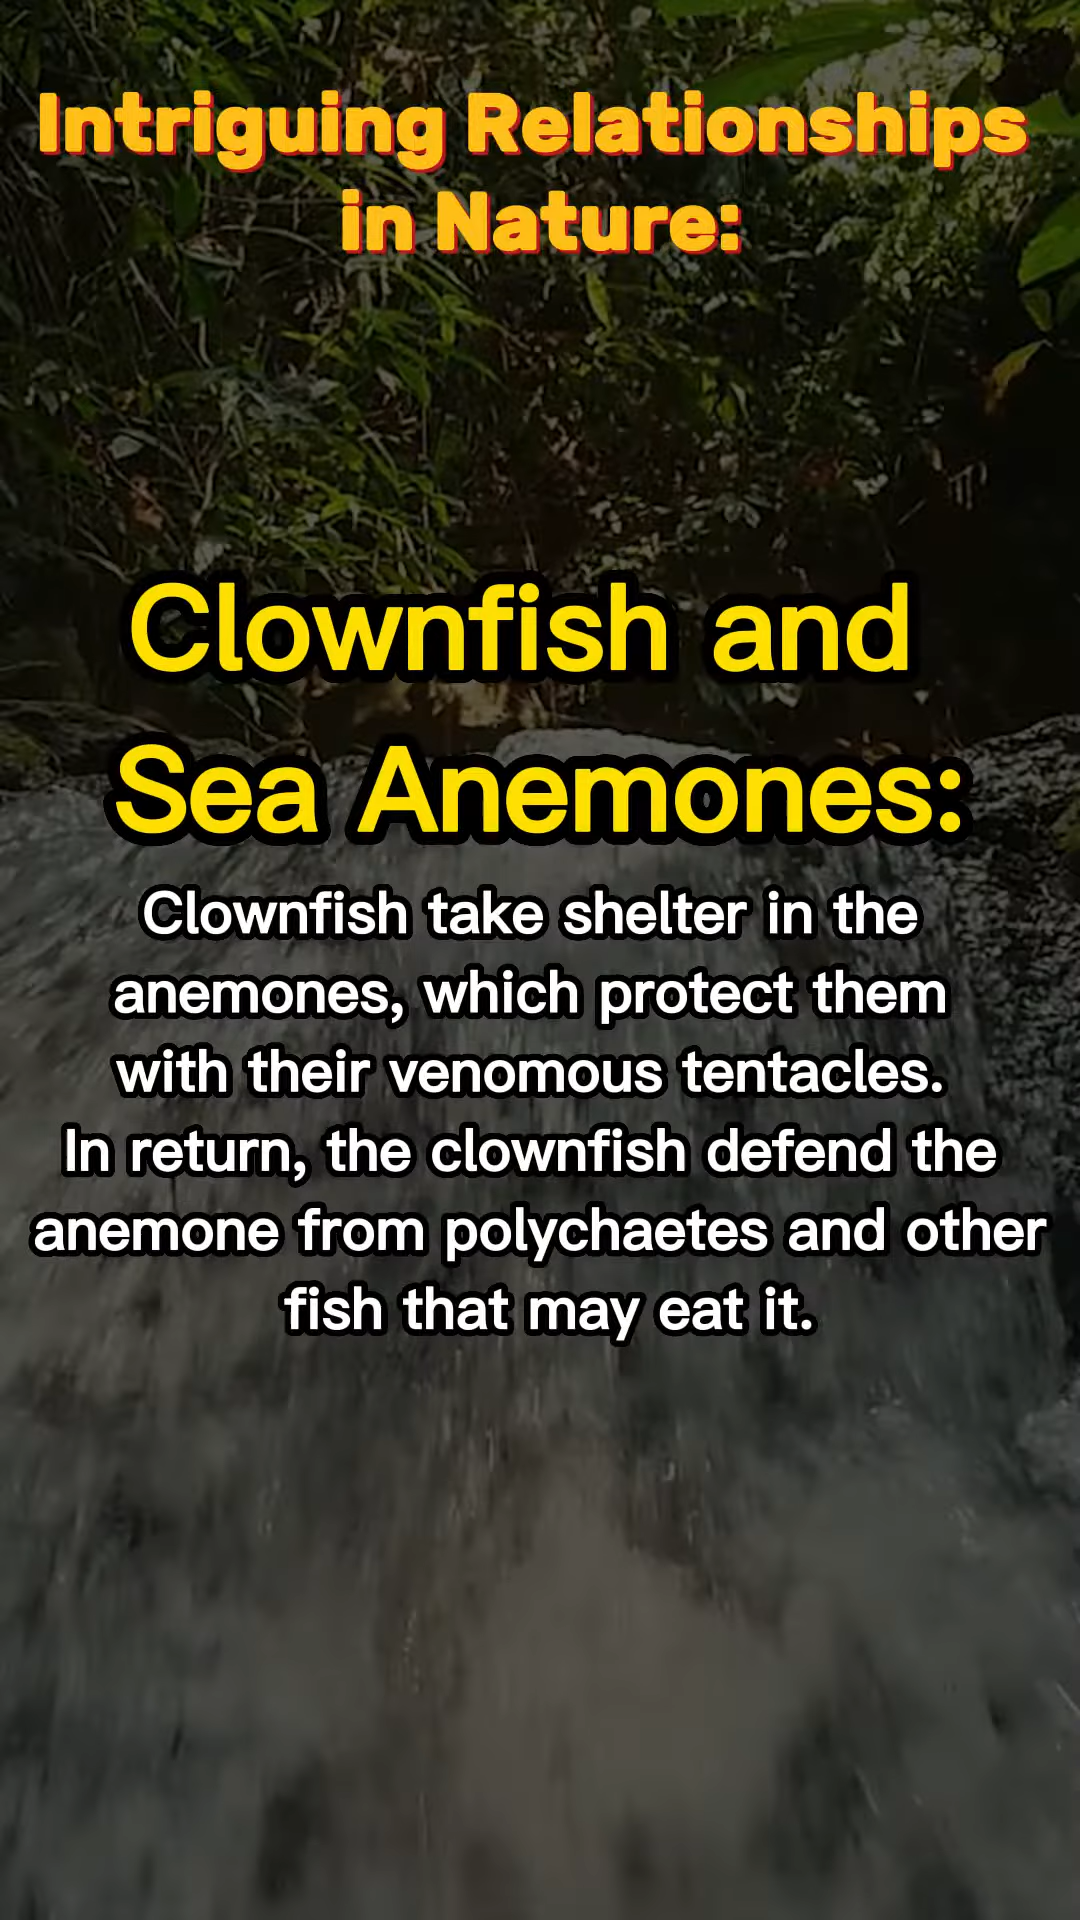 Intriguing Relationships
in Nature:
Clownfish and
Sea Anemones:
Clownfish take shelter in the
anemones, which protect them
with their venomous tentacles.
In return, the clownfish defend the
anemone from polychaetes and other
fish that may eat it.